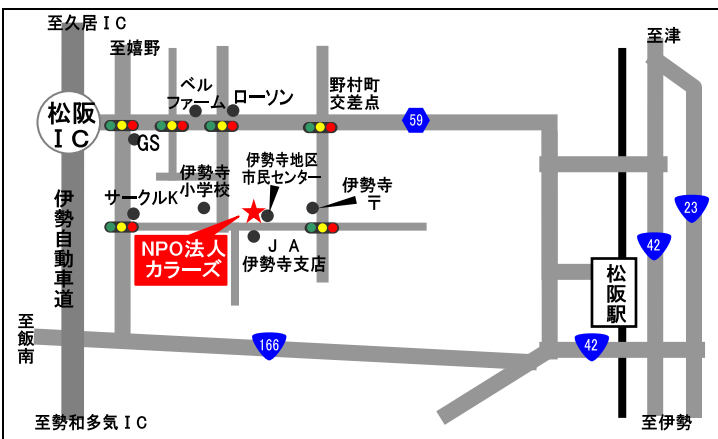 至久居IC
至嬉野
至津
ベル
ファーム
ローソン
野村町
交差点
松阪
IC
59
GS
伊勢寺
小学校
伊勢寺地区
市民センター
伊勢寺
〒
サークルK
23
伊勢自動車道
NPO法人
カラーズ
JA
伊勢寺支店
42
松阪駅
至飯南
166
42
至勢和多気IC
至伊勢